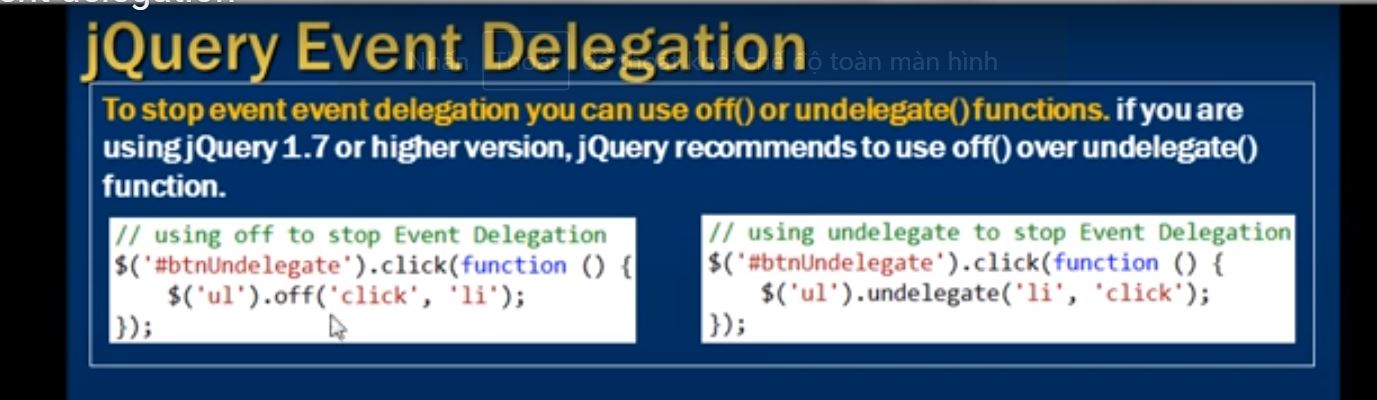 jQuery Event Delegation
Nhấn Thoát để thoát khỏi chế độ toàn màn hình
To stop event event delegation you can use off() or undelegate() functions. if you are
using jQuery 1.7 or higher version, jQuery recommends to use off() over undelegate()
function.
// using off to stop Event Delegation
$('#btnUndelegate').click(function () {
$('ul').off('click', 'li');
});
// using undelegate to stop Event Delegation
$('#btnUndelegate').click(function () {
$('ul').undelegate('li', 'click');
});